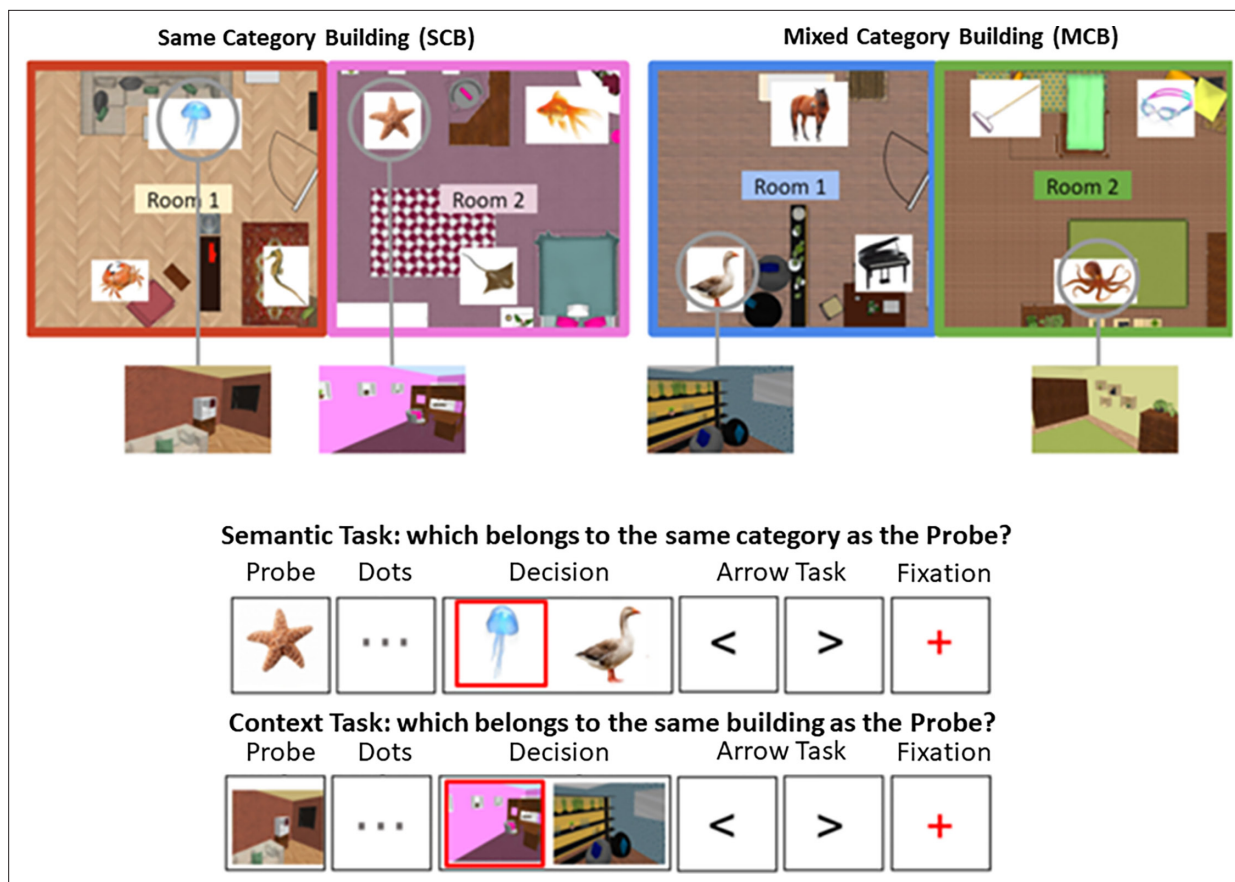 Same Category Building (SCB)
Mixed Category Building (MCB)
Room 1
Room 2
Room 1
Room 2
Semantic Task: which belongs to the same category as the Probe?
Probe Dots Decision Arrow Task Fixation
...
< > +
Context Task: which belongs to the same building as the Probe?
Probe Dots Decision Arrow Task Fixation
...
< > +